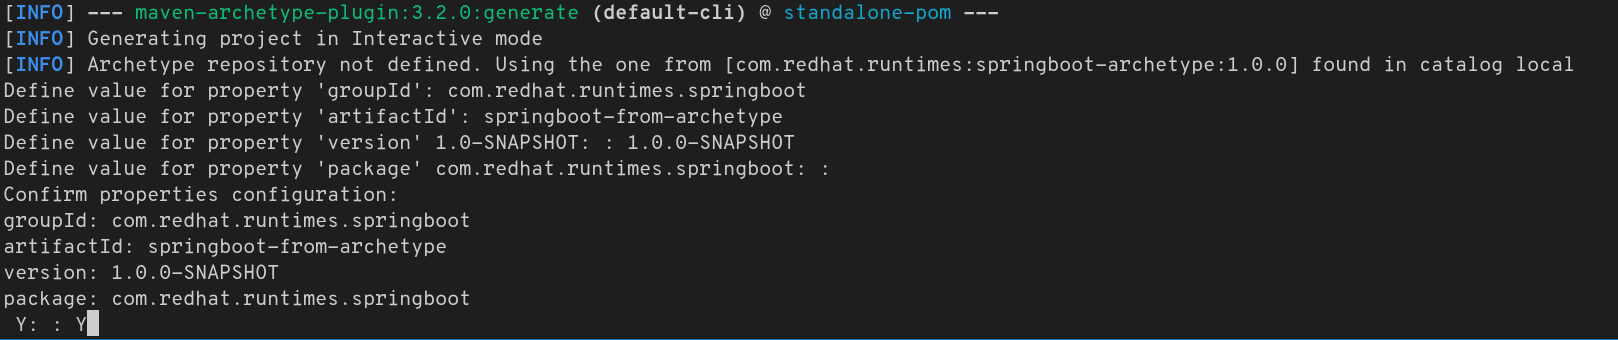 [INFO] --- maven-archetype-plugin:3.2.0:generate (default-cli) @ standalone-pom ---
[INFO] Generating project in Interactive mode
[INFO] Archetype repository not defined. Using the one from [com.redhat.runtimes:springboot-archetype:1.0.0] found in catalog local
Define value for property 'groupId': com.redhat.runtimes.springboot
Define value for property 'artifactId': springboot-from-archetype
Define value for property 'version' 1.0-SNAPSHOT: : 1.0.0-SNAPSHOT
Define value for property 'package' com.redhat.runtimes.springboot: :
Confirm properties configuration:
groupId: com.redhat.runtimes.springboot
artifactId: springboot-from-archetype
version: 1.0.0-SNAPSHOT
package: com.redhat.runtimes.springboot
 Y: : Y